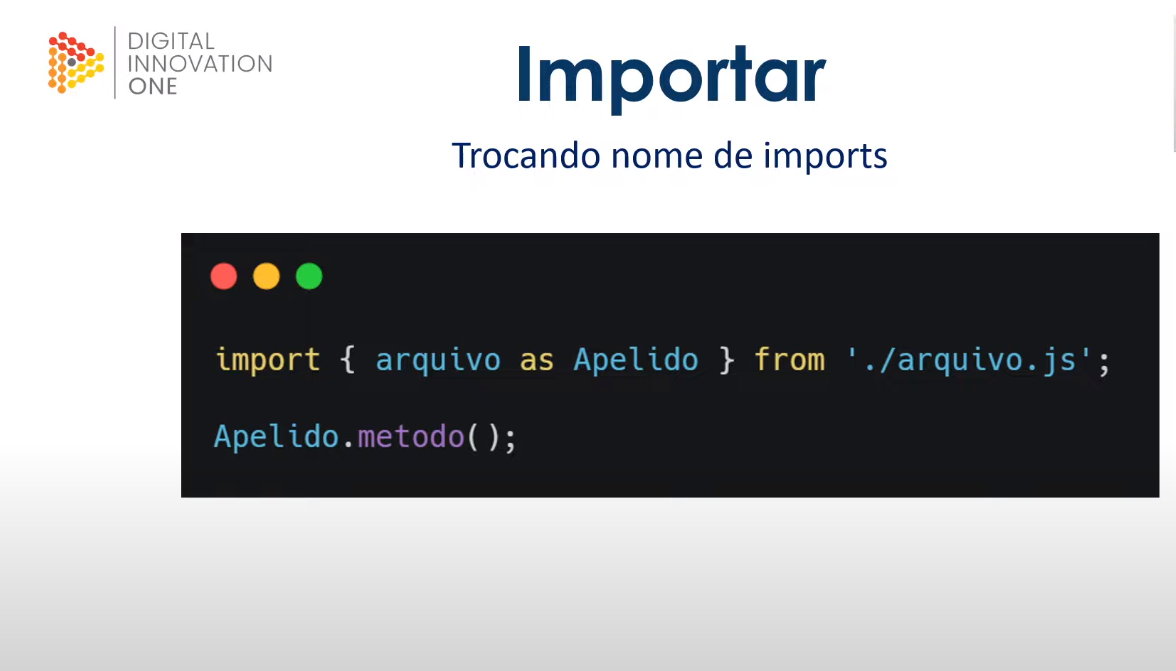 DIGITAL
INNOVATION
ONE
Importar
Trocando nome de imports
import { arquivo as Apelido } from './arquivo.js';
Apelido.metodo();